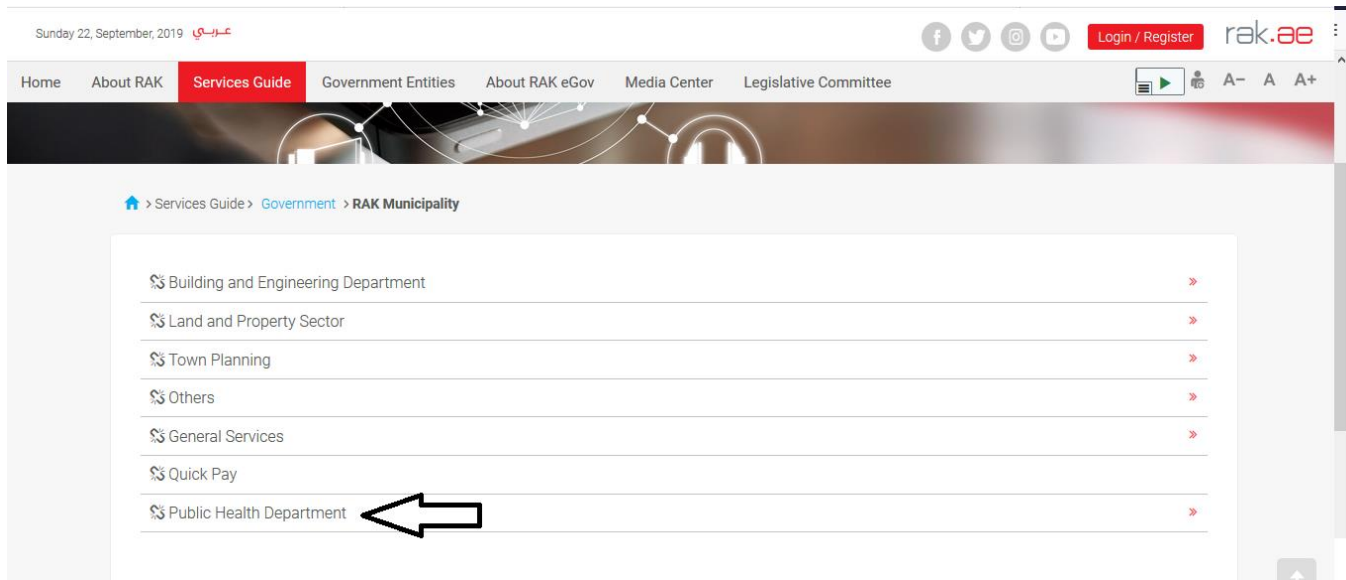 Sunday 22, September, 2019 عـربـي Login / Register rak.ae
Home About RAK Services Guide Government Entities About RAK eGov Media Center Legislative Committee A- A A+
> Services Guide > Government > RAK Municipality
Building and Engineering Department
Land and Property Sector
Town Planning
Others
General Services
Quick Pay
Public Health Department